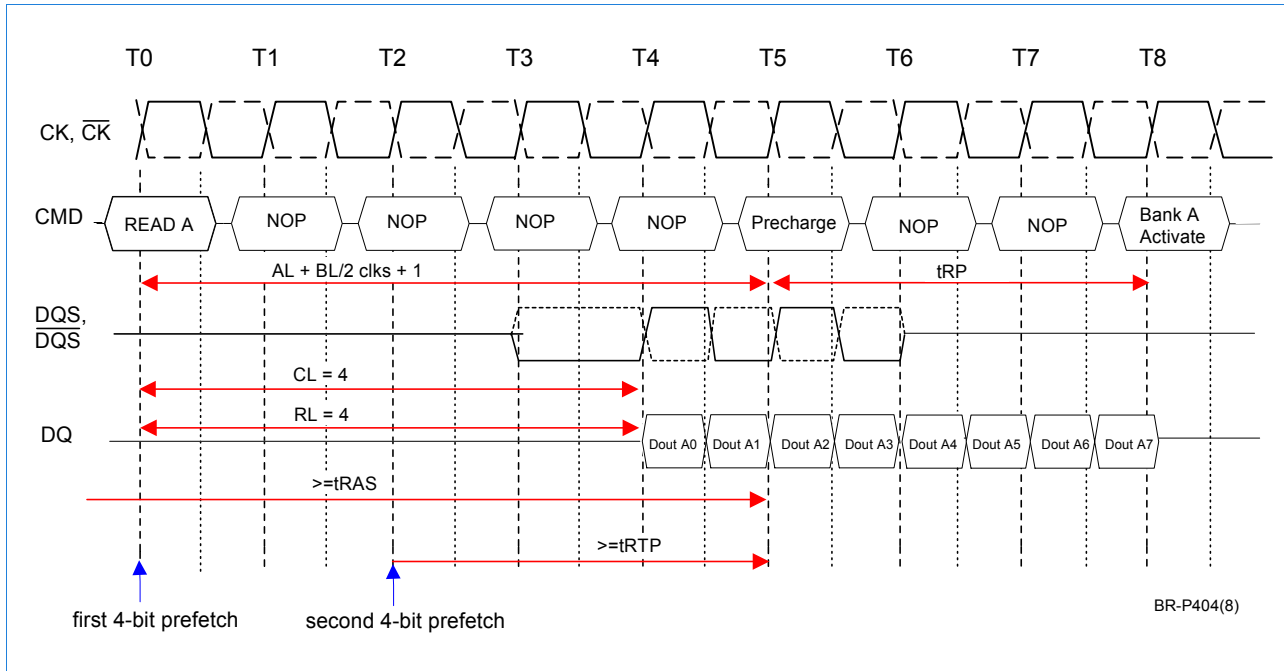 T0 T1 T2 T3 T4 T5 T6 T7 T8
CK, CK
CMD READ A NOP NOP NOP NOP Precharge NOP NOP Bank A
Activate
AL + BL/2 clks + 1 tRP
DQS,
DQS
CL = 4
RL = 4
DQ Dout A0 Dout A1 Dout A2 Dout A3 Dout A4 Dout A5 Dout A6 Dout A7
>=tRAS
>=tRTP
first 4-bit prefetch second 4-bit prefetch
BR-P404(8)